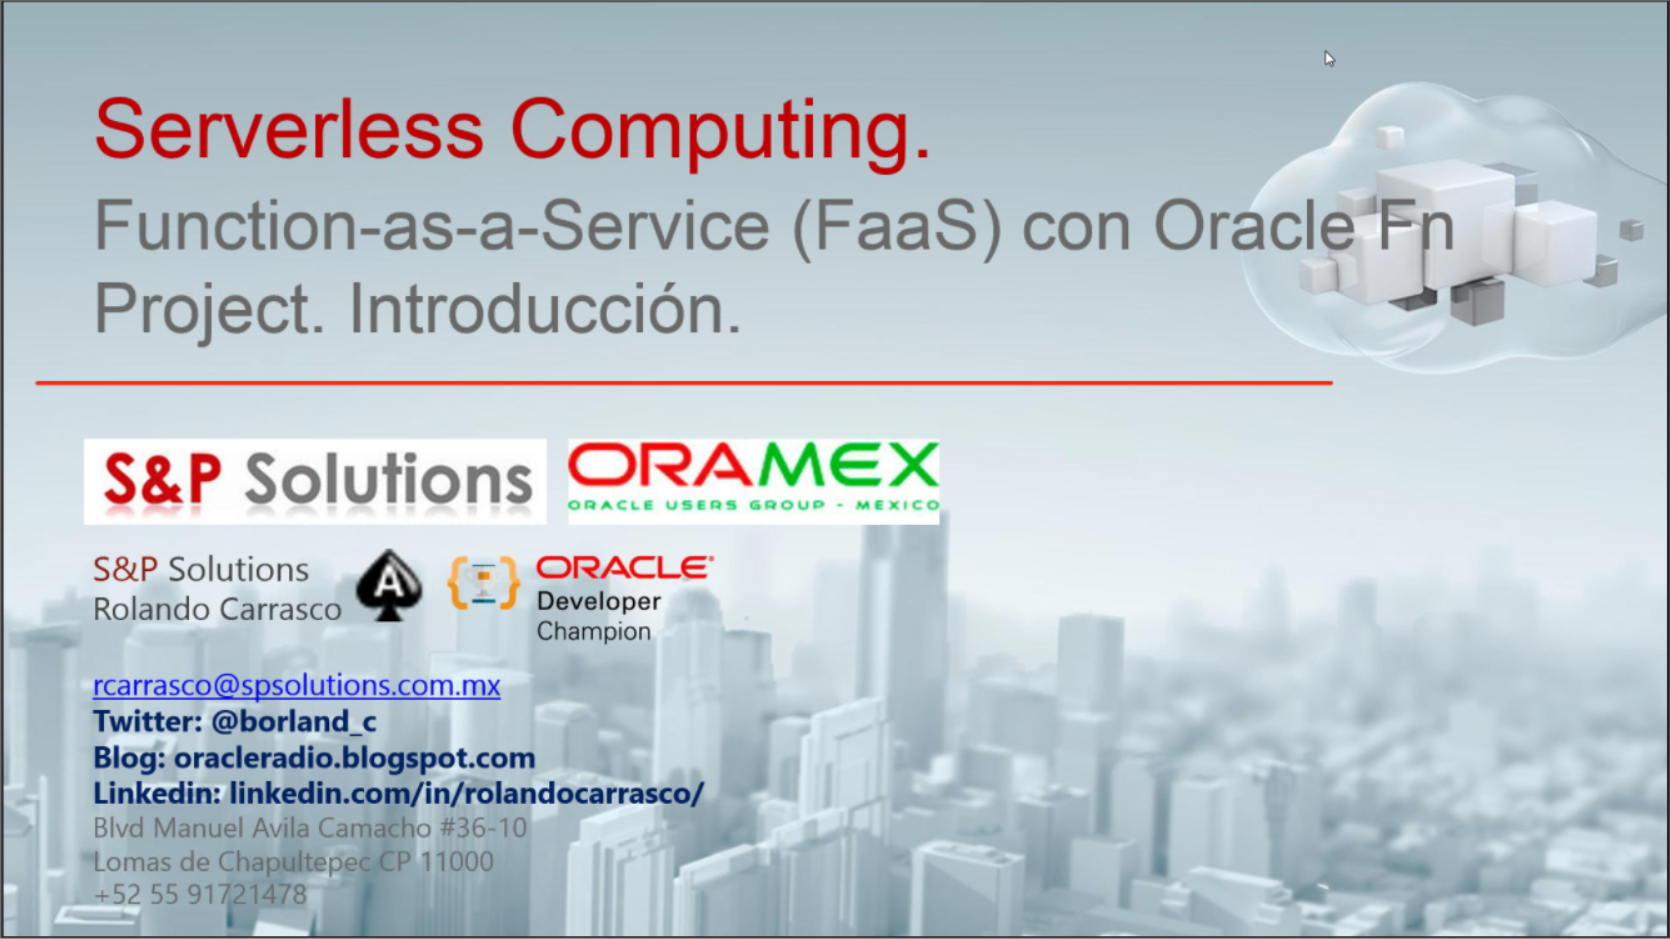 Serverless Computing.
Function-as-a-Service (FaaS) con Oracle Fn
Project. Introducción.
S&P Solutions
ORAMEX
ORACLE USERS GROUP - MEXICO
S&P Solutions
Rolando Carrasco
A
ORACLE
Developer
Champion
rcarrasco@spsolutions.com.mx
Twitter: @borland_c
Blog: oracleradio.blogspot.com
Linkedin: linkedin.com/in/rolandocarrasco/
Blvd Manuel Avila Camacho #36-10
Lomas de Chapultepec CP 11000
+52 55 91721478